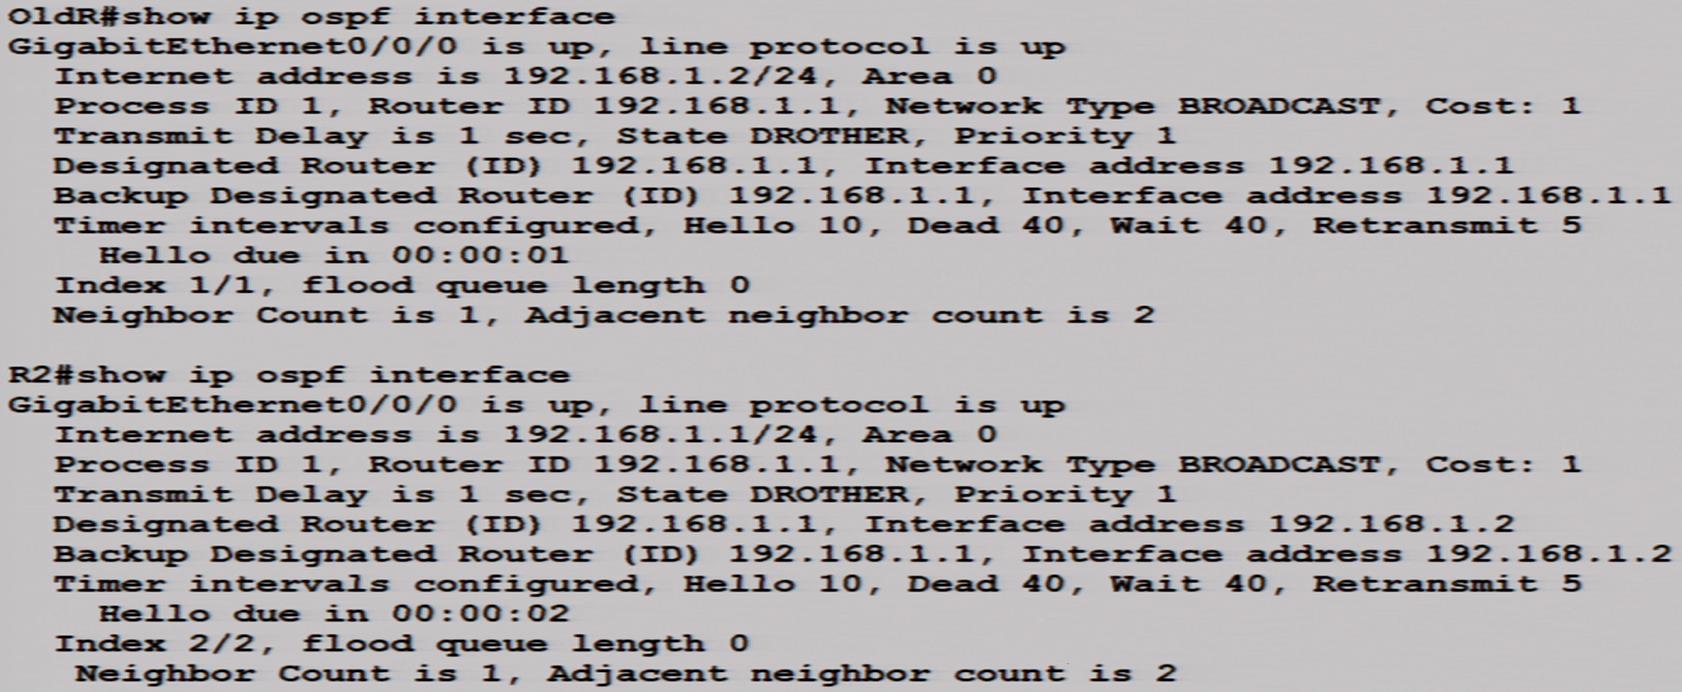 OldR#show ip ospf interface
GigabitEthernet0/0/0 is up, line protocol is up
Internet address is 192.168.1.2/24, Area 0
Process ID 1, Router ID 192.168.1.1, Network Type BROADCAST, Cost: 1
Transmit Delay is 1 sec, State DROTHER, Priority 1
Designated Router (ID) 192.168.1.1, Interface address 192.168.1.1
Backup Designated Router (ID) 192.168.1.1, Interface address 192.168.1.1
Timer intervals configured, Hello 10, Dead 40, Wait 40, Retransmit 5
Hello due in 00:00:01
Index 1/1, flood queue length 0
Neighbor Count is 1, Adjacent neighbor count is 2
R2#show ip ospf interface
GigabitEthernet0/0/0 is up, line protocol is up
Internet address is 192.168.1.1/24, Area 0
Process ID 1, Router ID 192.168.1.1, Network Type BROADCAST, Cost: 1
Transmit Delay is 1 sec, State DROTHER, Priority 1
Designated Router (ID) 192.168.1.1, Interface address 192.168.1.2
Backup Designated Router (ID) 192.168.1.1, Interface address 192.168.1.2
Timer intervals configured, Hello 10, Dead 40, Wait 40, Retransmit 5
Hello due in 00:00:02
Index 2/2, flood queue length 0
Neighbor Count is 1, Adjacent neighbor count is 2